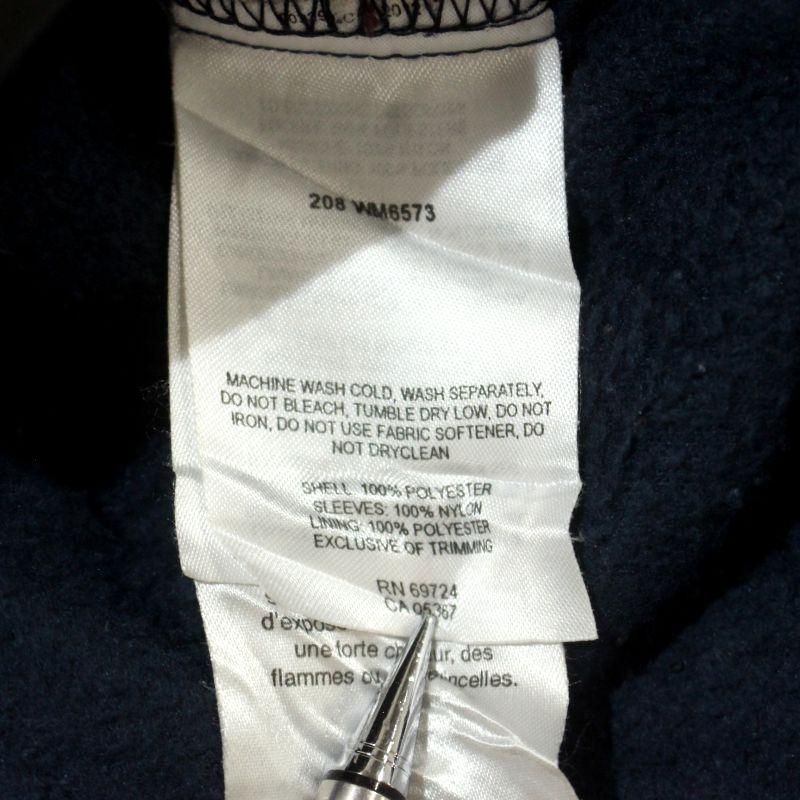 208 WM6573
MACHINE WASH COLD, WASH SEPARATELY,
DO NOT BLEACH, TUMBLE DRY LOW, DO NOT
IRON, DO NOT USE FABRIC SOFTENER, DO
NOT DRYCLEAN
SHELL: 100% POLYESTER
SLEEVES: 100% NYLON
LINING: 100% POLYESTER
EXCLUSIVE OF TRIMMING
RN 69724
CA 05367
une forte des
flammes